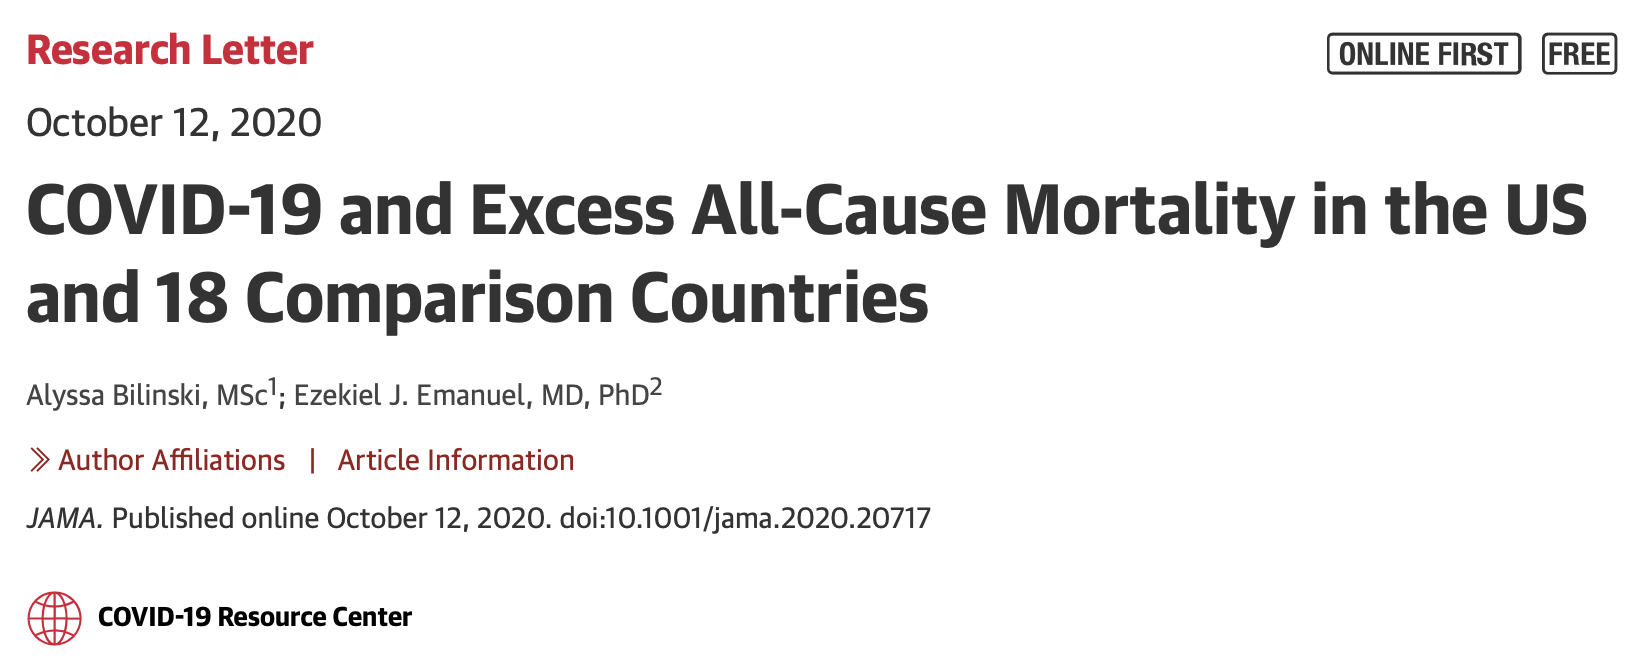 Research Letter
ONLINE FIRST FREE
October 12, 2020
COVID-19 and Excess All-Cause Mortality in the US
and 18 Comparison Countries
Alyssa Bilinski, MSc1; Ezekiel J. Emanuel, MD, PhD2
Author Affiliations | Article Information
JAMA. Published online October 12, 2020. doi:10.1001/jama.2020.20717
COVID-19 Resource Center